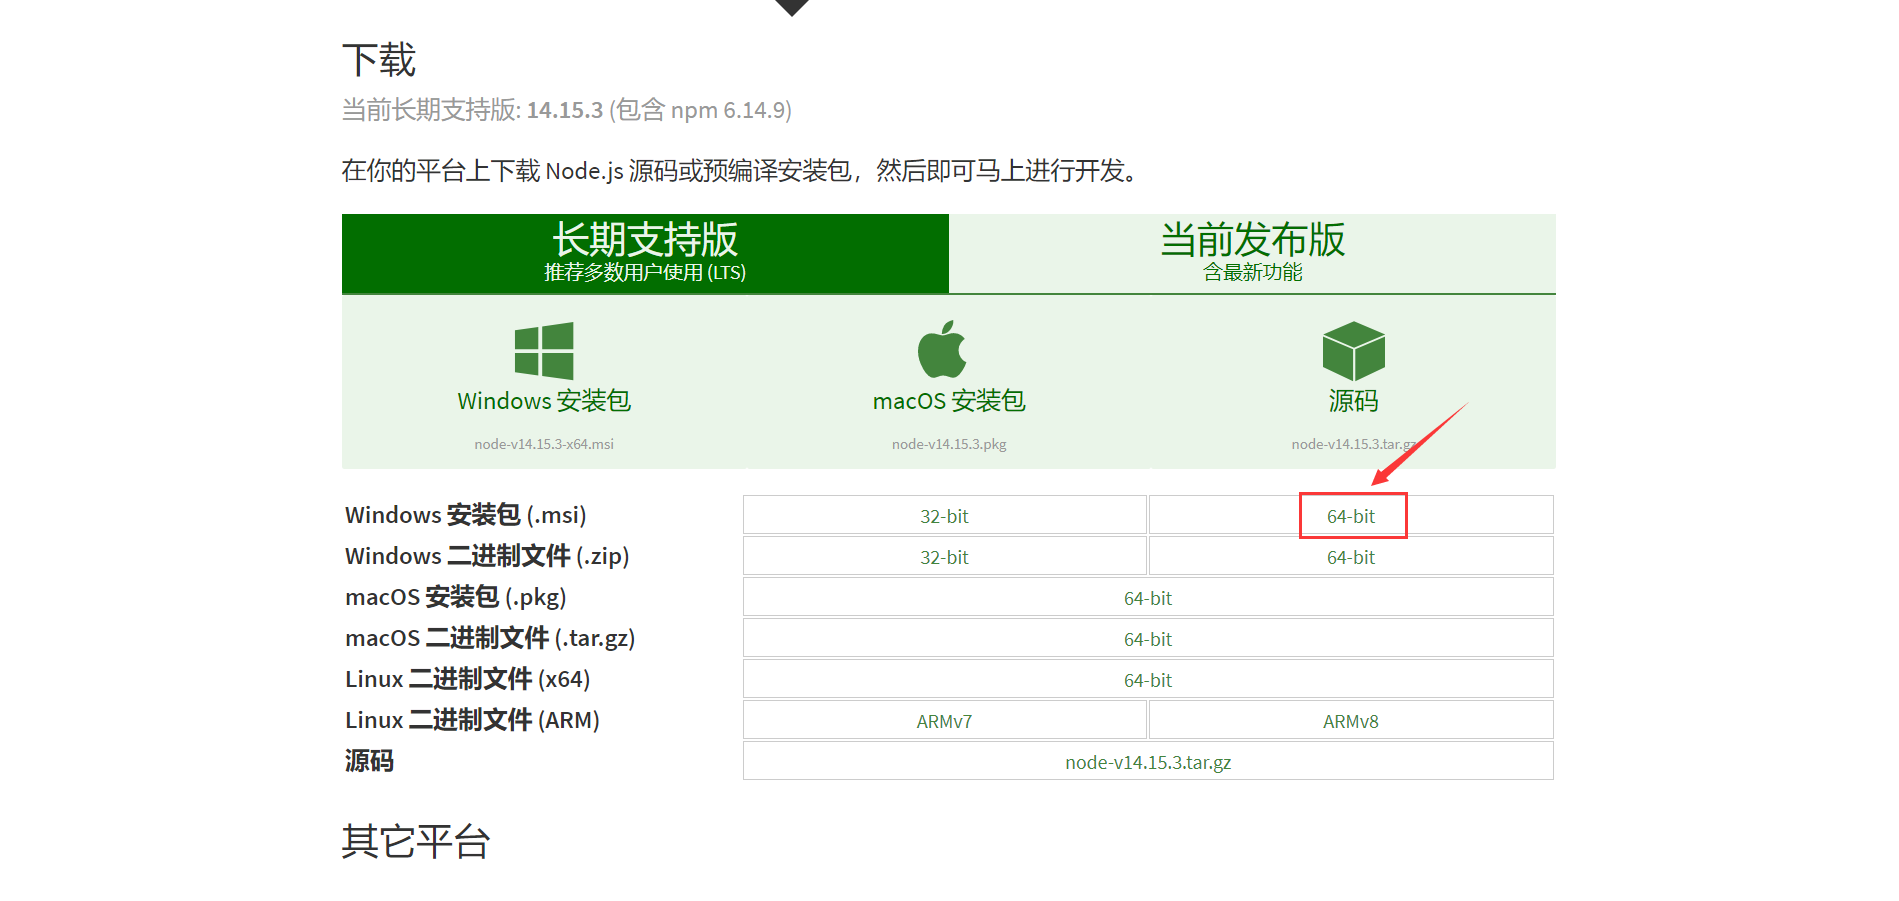 下载
当前长期支持版: 14.15.3 (包含 npm 6.14.9)
在你的平台上下载 Node.js 源码或预编译安装包，然后即可马上进行开发。
长期支持版
推荐多数用户使用 (LTS)
当前发布版
含最新功能
Windows 安装包
node-v14.15.3-x64.msi
macOS 安装包
node-v14.15.3.pkg
源码
node-v14.15.3.tar.gz
Windows 安装包 (.msi) 32-bit 64-bit
Windows 二进制文件 (.zip) 32-bit 64-bit
macOS 安装包 (.pkg) 64-bit
macOS 二进制文件 (.tar.gz) 64-bit
Linux 二进制文件 (x64) 64-bit
Linux 二进制文件 (ARM) ARMv7 ARMv8
源码 node-v14.15.3.tar.gz
其它平台